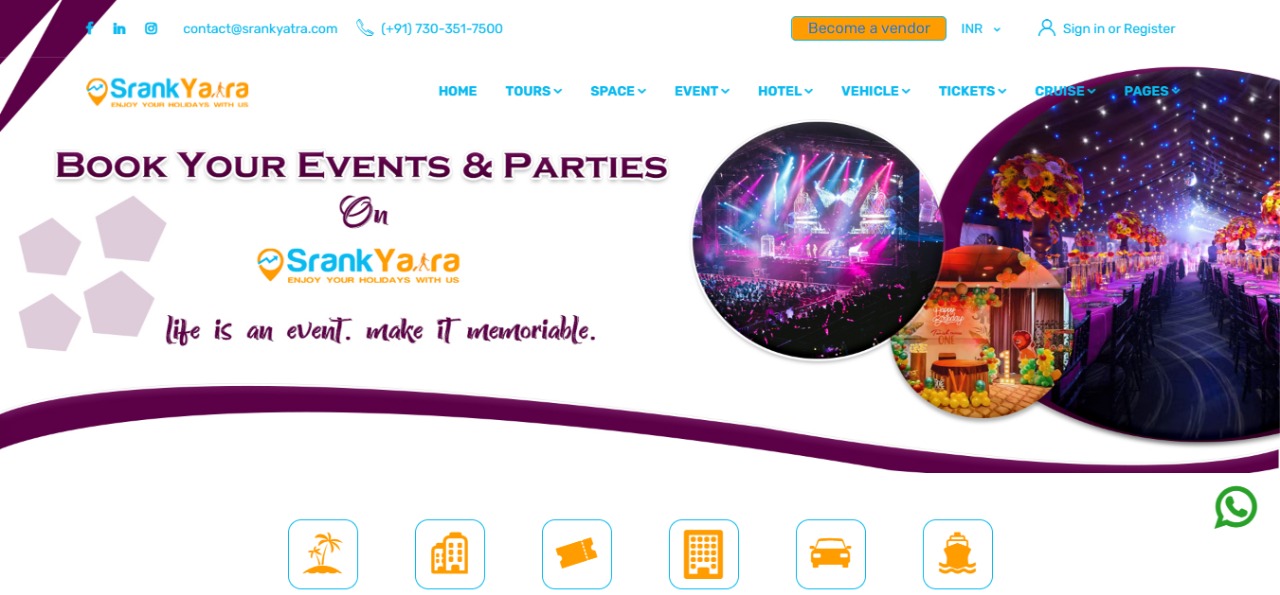 contact@srankyatra.com (+91) 730-351-7500 Become a vendor INR Sign in or Register
SrankYatra
ENJOY YOUR HOLIDAYS WITH US
HOME TOURS SPACE EVENT HOTEL VEHICLE TICKETS CRUISE PAGES
BOOK YOUR EVENTS & PARTIES
On
SrankYatra
ENJOY YOUR HOLIDAYS WITH US
life is an event. make it memoriable.
Happy
Birthday
ONE